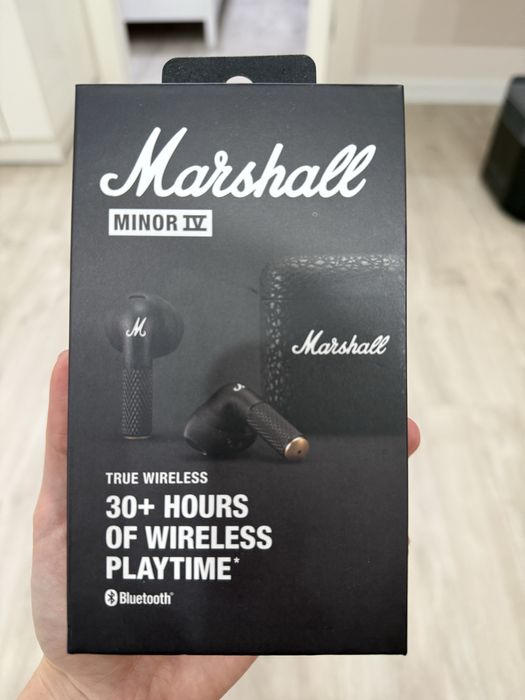 Marshall
MINOR IV
M
Marshall
TRUE WIRELESS
30+ HOURS
OF WIRELESS
PLAYTIME*
Bluetooth®